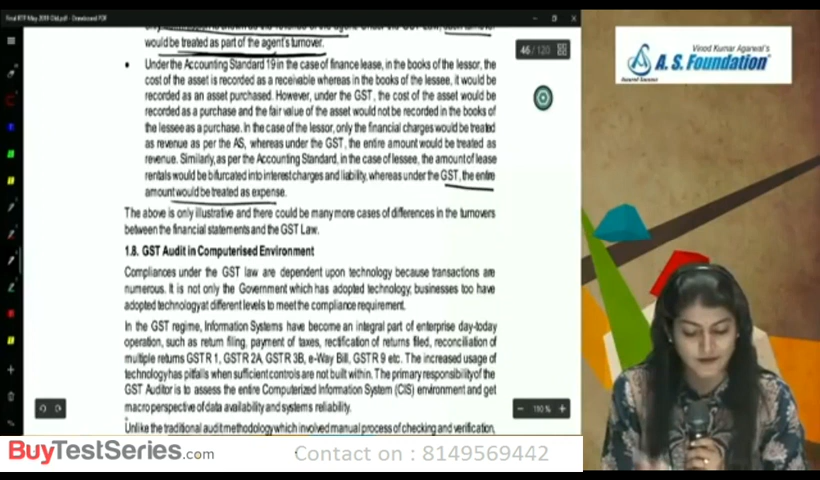 Final RTP May 2019 Old.pdf - Drawboard PDF
would be treated as part of the agent's turnover.
46 / 120
Vinod Kumar Agarwal's
A. S. Foundation
Assured Success
• Under the Accounting Standard 19 in the case of finance lease, in the books of the lessor, the
cost of the asset is recorded as a receivable whereas in the books of the lessee, it would be
recorded as an asset purchased. However, under the GST, the cost of the asset would be
recorded as a purchase and the fair value of the asset would not be recorded in the books of
the lessee as a purchase. In the case of the lessor, only the financial charges would be treated
as revenue as per the AS, whereas under the GST, the entire amount would be treated as
revenue. Similarly, as per the Accounting Standard, in the case of lessee, the amount of lease
rentals would be bifurcated into interest charges and liability, whereas under the GST, the entire
amount would be treated as expense.
The above is only illustrative and there could be many more cases of differences in the turnovers
between the financial statements and the GST Law.
1.8. GST Audit in Computerised Environment
Compliances under the GST law are dependent upon technology because transactions are
numerous. It is not only the Government which has adopted technology, businesses too have
adopted technology at different levels to meet the compliance requirement.
In the GST regime, Information Systems have become an integral part of enterprise day-today
operation, such as return filing, payment of taxes, rectification of returns filed, reconciliation of
multiple returns GSTR 1, GSTR 2A, GSTR 3B, e-Way Bill, GSTR 9 etc. The increased usage of
technology has pitfalls when sufficient controls are not built within. The primary responsibility of the
GST Auditor is to assess the entire Computerized Information System (CIS) environment and get
macro perspective of data availability and systems reliability.
Unlike the traditional audit methodology which involved manual process of checking and verification,
160 %
BuyTestSeries.com
Contact on : 8149569442